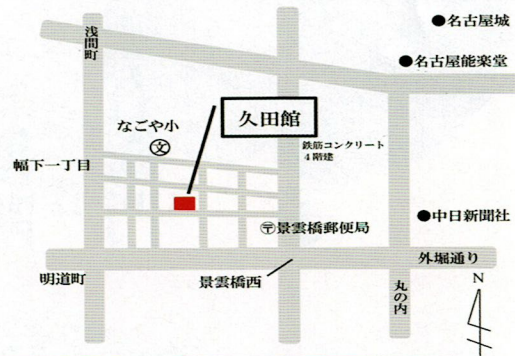 ●名古屋城
浅間町
●名古屋能楽堂
久田館
なごや小
文
鉄筋コンクリート
4階建
幅下一丁目
●中日新聞社
〒景雲橋郵便局
外堀通り
明道町
景雲橋西
丸の内
N